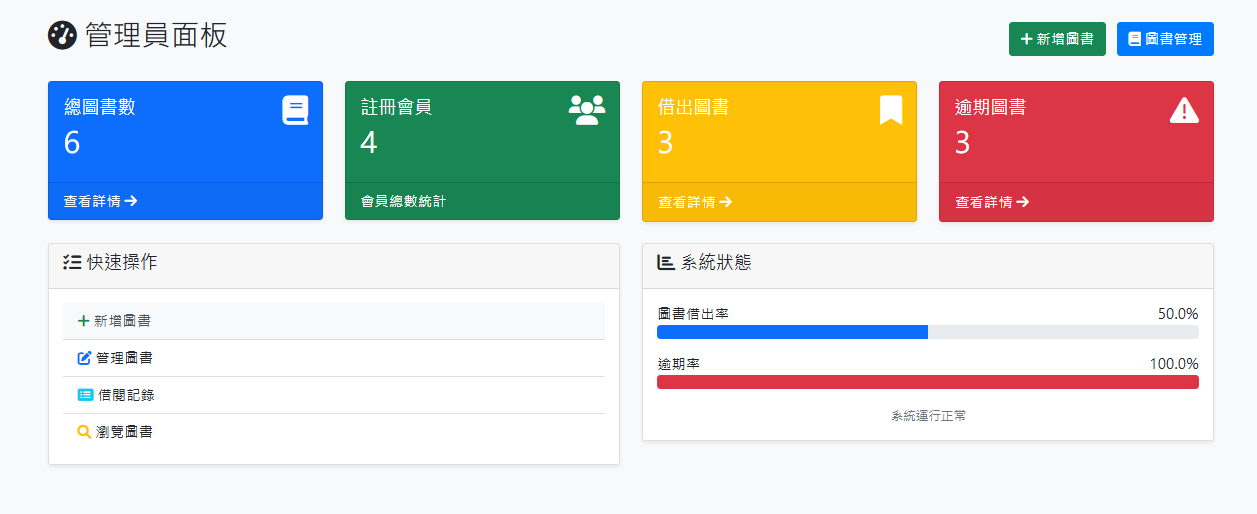 管理員面板
新增圖書
圖書管理
總圖書數
6
查看詳情
註冊會員
4
會員總數統計
借出圖書
3
查看詳情
逾期圖書
3
查看詳情
快速操作
新增圖書
管理圖書
借閱記錄
瀏覽圖書
系統狀態
圖書借出率 50.0%
逾期率 100.0%
系統運行正常